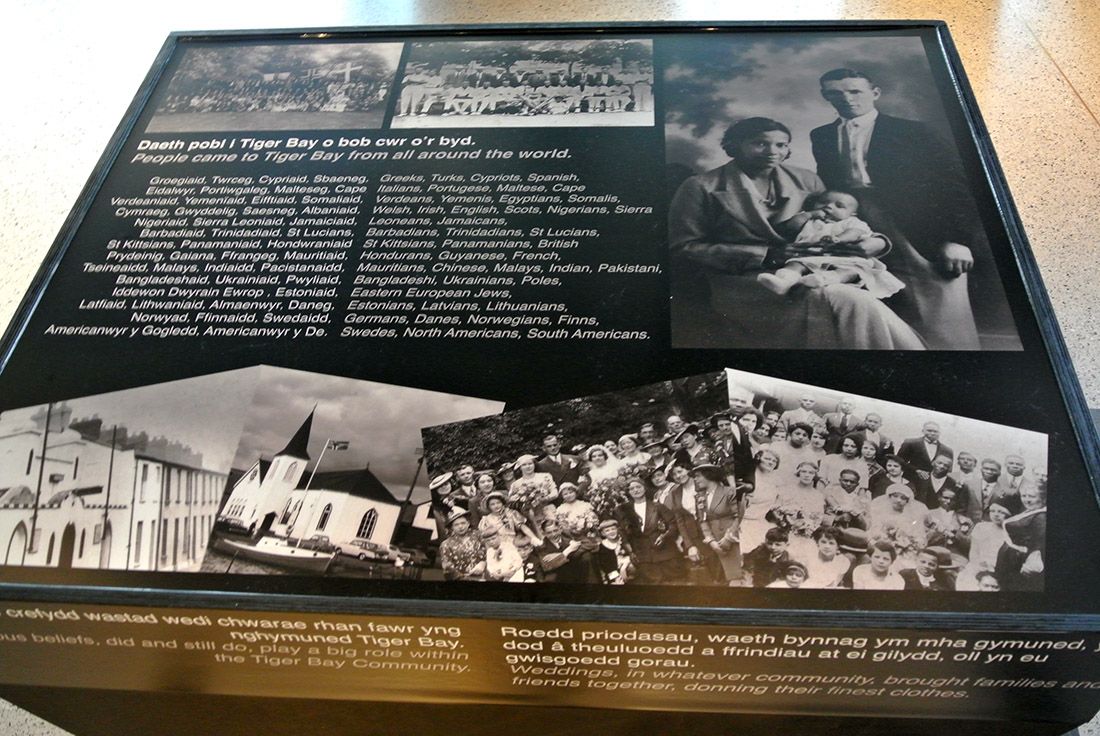 Daeth pobl i Tiger Bay o bob cwr o'r byd.
People came to Tiger Bay from all around the world.
Groegiaid, Twrceg, Cypriaid, Sbaeneg,
Eidalwyr, Portiwgaleg, Malteseg, Cape
Verdeaniaid, Yemeniaid, Eifftiaid, Somaliaid,
Cymraeg, Gwyddelig, Saesneg, Albaniaid,
Nigeriaid, Sierra Leoniaid, Jamaiciaid,
Barbadiaid, Trinidadiaid, St Lucians,
St Kittsians, Panamaniaid, Hondwraniaid
Prydeinig, Gaiana, Ffrangeg, Mauritiaid,
Tseineaidd, Malays, Indiaidd, Pacistanaidd,
Bangladeshaid, Ukrainiaid, Pwyliaid,
Iddewon Dwyrain Ewrop , Estoniaid,
Latfiaid, Lithwaniaid, Almaenwyr, Daneg,
Norwyad, Ffinnaidd, Swedaidd,
Americanwyr y Gogledd, Americanwyr y De.
Greeks, Turks, Cypriots, Spanish,
Italians, Portugese, Maltese, Cape
Verdeans, Yemenis, Egyptians, Somalis,
Welsh, Irish, English, Scots, Nigerians, Sierra
Leoneans, Jamaicans,
Barbadians, Trinidadians, St Lucians,
St Kittsians, Panamanians, British
Hondurans, Guyanese, French,
Mauritians, Chinese, Malays, Indian, Pakistani,
Bangladeshi, Ukrainians, Poles,
Eastern European Jews,
Estonians, Latvians, Lithuanians,
Germans, Danes, Norwegians, Finns,
Swedes, North Americans, South Americans.
crefydd wastad wedi chwarae rhan fawr yng
nghymuned Tiger Bay.
ous beliefs, did and still do, play a big role within
the Tiger Bay Community.
Roedd priodasau, waeth bynnag ym mha gymuned, y
dod â theuluoedd a ffrindiau at ei gilydd, oll yn eu
gwisgoedd gorau.
Weddings, in whatever community, brought families and
friends together, donning their finest clothes.